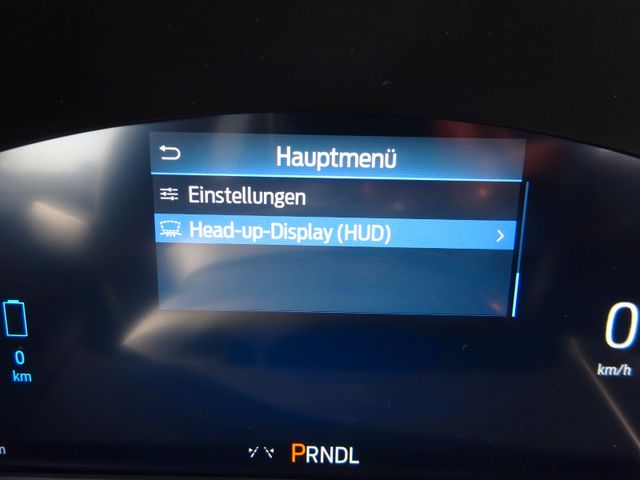 Hauptmenü
Einstellungen
Head-up-Display (HUD)
0
km
0
km/h
PRNDL